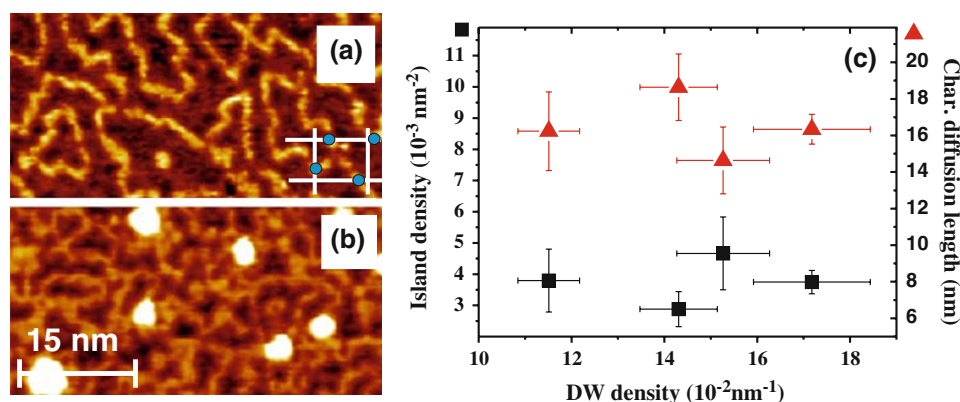 (a)
(b)
15 nm
(c)
Island density (10⁻³ nm⁻²)
11
10
9
8
7
6
5
4
3
10 12 14 16 18
DW density (10⁻²nm⁻¹)
20
18
16
14
12
10
8
6
Char. diffusion length (nm)